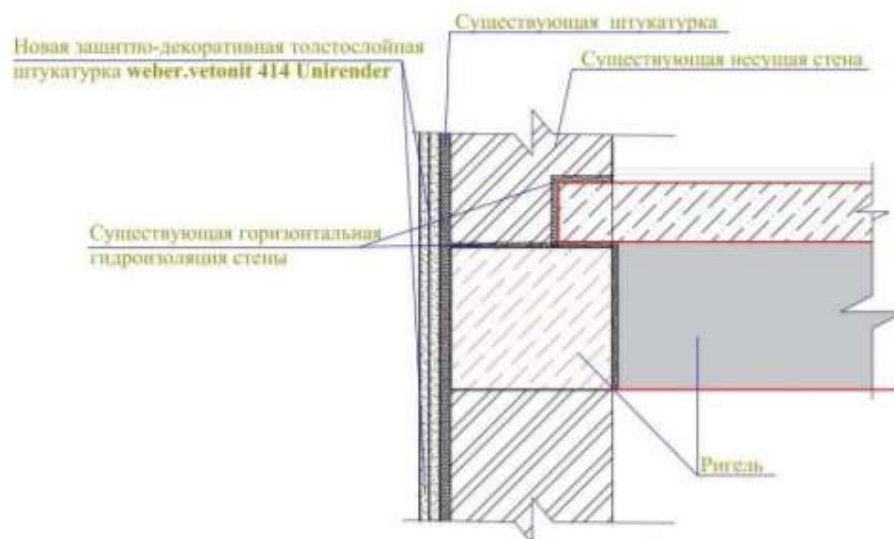 Существующая штукатурка
Новая защитно-декоративная толстослойная
штукатурка weber.vetonit 414 Unirender
Существующая несущая стена
Существующая горизонтальная
гидроизоляция стены
Ригель